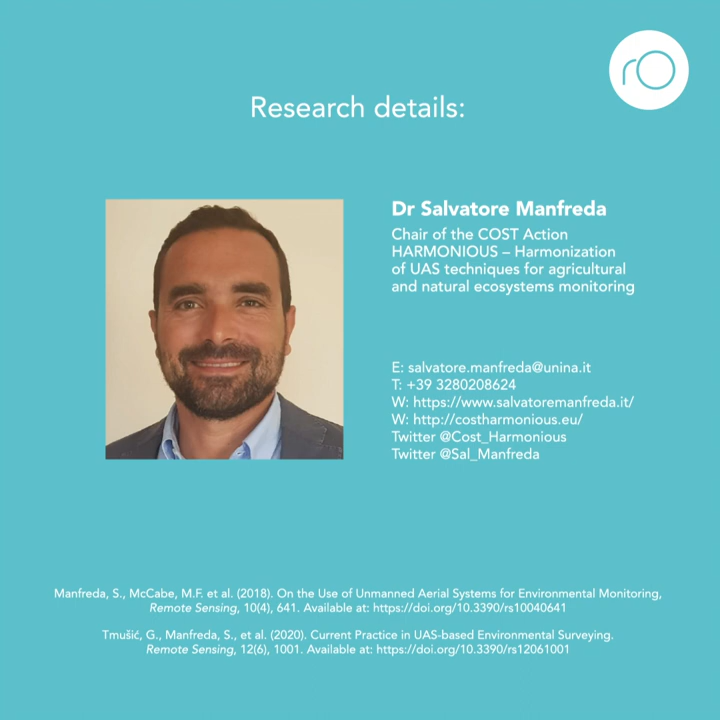 rO
Research details:
Dr Salvatore Manfreda
Chair of the COST Action
HARMONIOUS – Harmonization
of UAS techniques for agricultural
and natural ecosystems monitoring
E: salvatore.manfreda@unina.it
T: +39 3280208624
W: https://www.salvatoremanfreda.it/
W: http://costharmonious.eu/
Twitter @Cost_Harmonious
Twitter @Sal_Manfreda
Manfreda, S., McCabe, M.F. et al. (2018). On the Use of Unmanned Aerial Systems for Environmental Monitoring,
Remote Sensing, 10(4), 641. Available at: https://doi.org/10.3390/rs10040641
Tmušić, G., Manfreda, S., et al. (2020). Current Practice in UAS-based Environmental Surveying.
Remote Sensing, 12(6), 1001. Available at: https://doi.org/10.3390/rs12061001